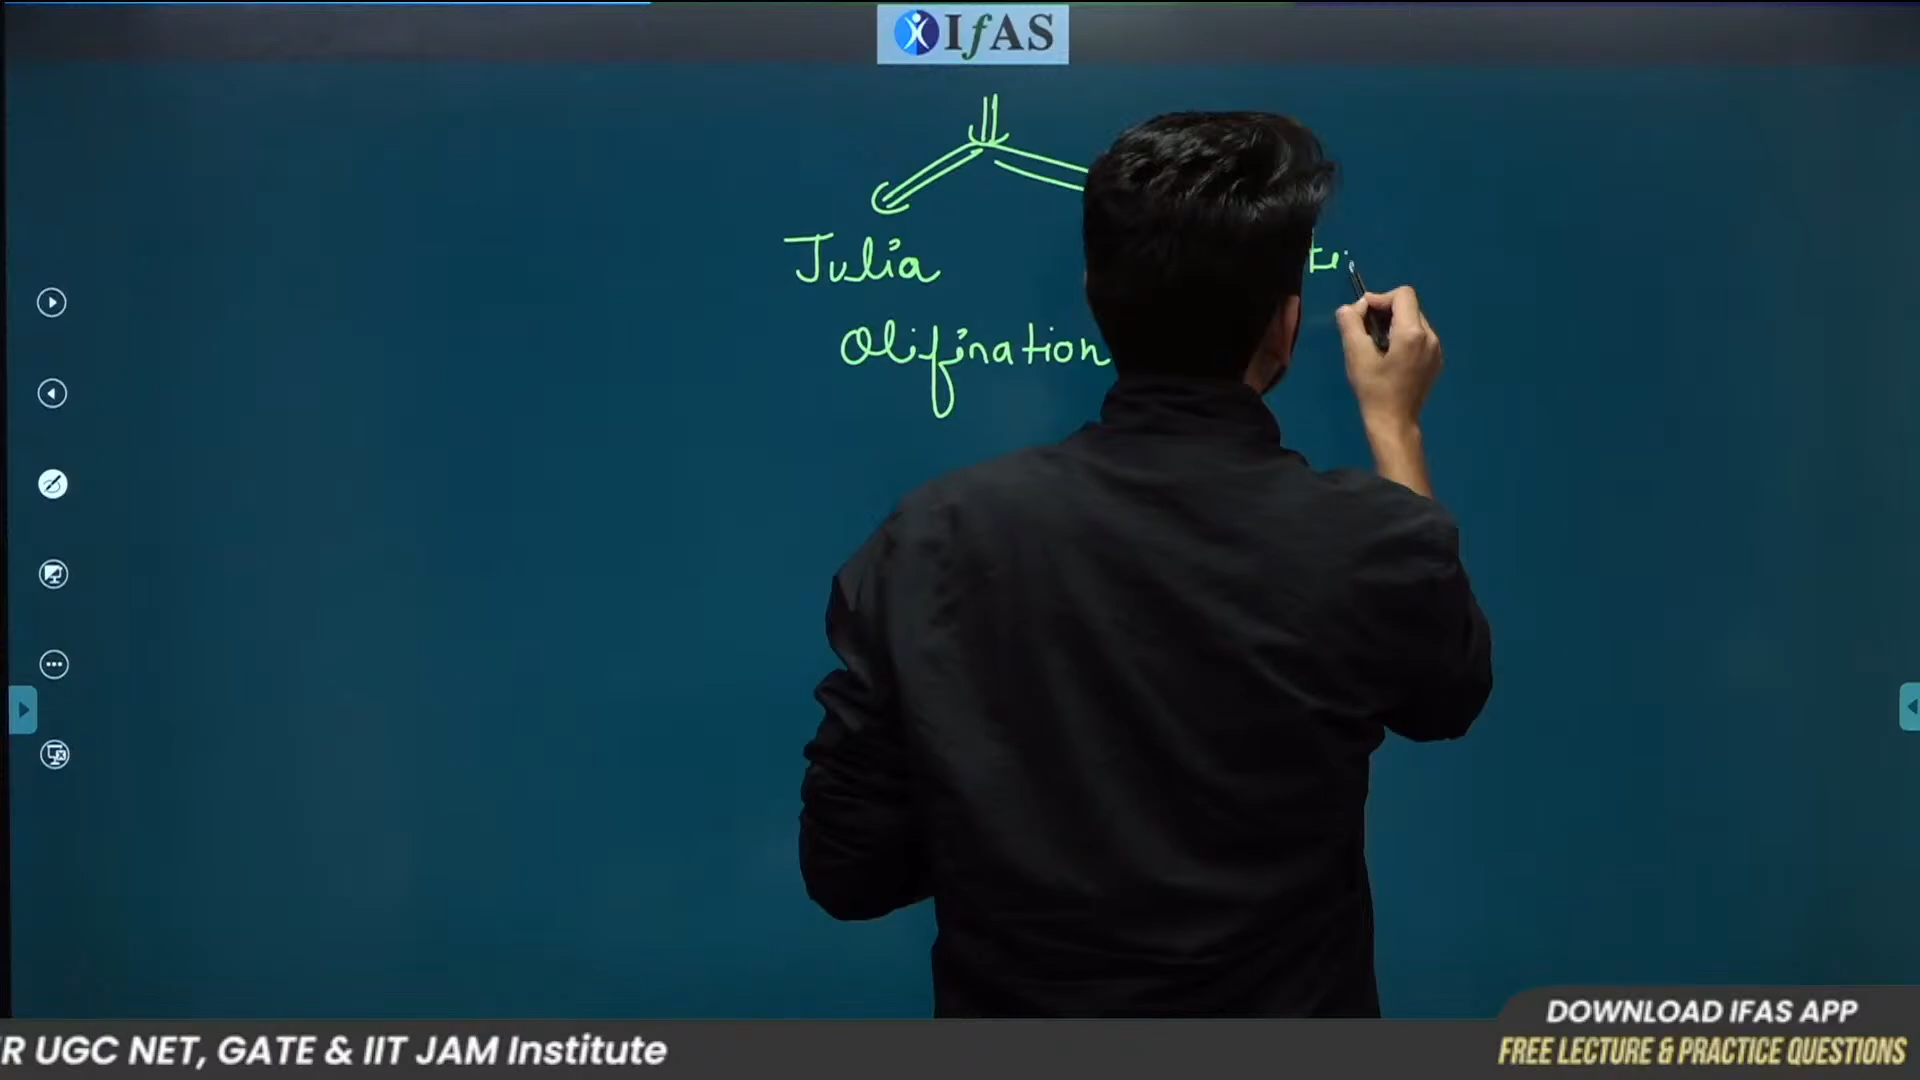 IfAS
Julia
Olifination
R UGC NET, GATE & IIT JAM Institute
DOWNLOAD IFAS APP
FREE LECTURE & PRACTICE QUESTIONS